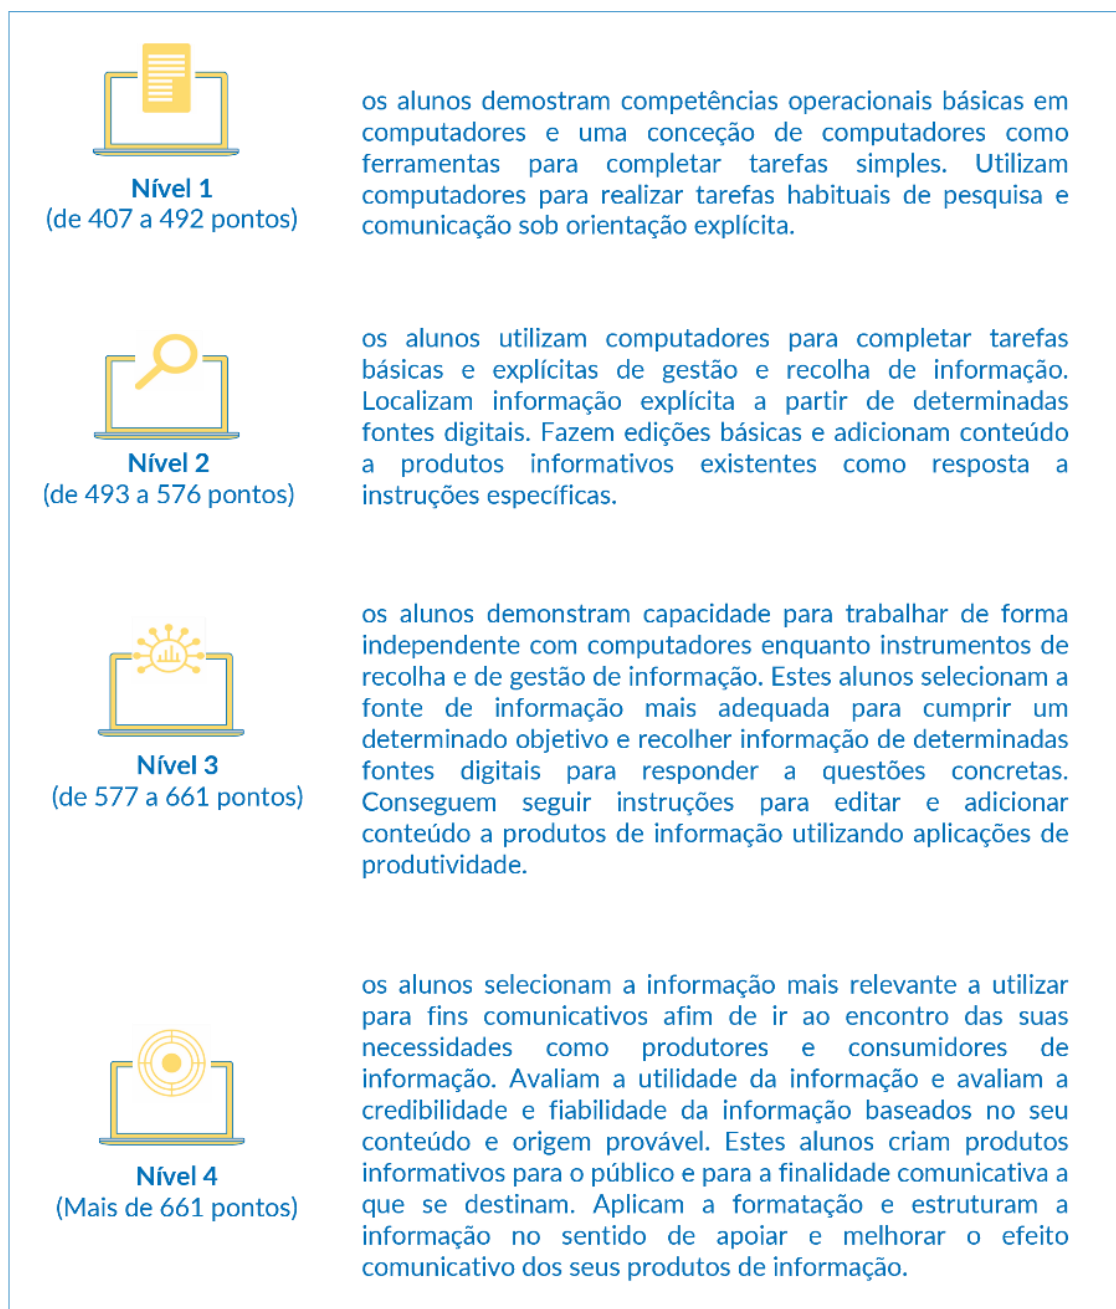 Nível 1
(de 407 a 492 pontos)
os alunos demostram competências operacionais básicas em
computadores e uma conceção de computadores como
ferramentas para completar tarefas simples. Utilizam
computadores para realizar tarefas habituais de pesquisa e
comunicação sob orientação explícita.
Nível 2
(de 493 a 576 pontos)
os alunos utilizam computadores para completar tarefas
básicas e explícitas de gestão e recolha de informação.
Localizam informação explícita a partir de determinadas
fontes digitais. Fazem edições básicas e adicionam conteúdo
a produtos informativos existentes como resposta a
instruções específicas.
Nível 3
(de 577 a 661 pontos)
os alunos demonstram capacidade para trabalhar de forma
independente com computadores enquanto instrumentos de
recolha e de gestão de informação. Estes alunos selecionam a
fonte de informação mais adequada para cumprir um
determinado objetivo e recolher informação de determinadas
fontes digitais para responder a questões concretas.
Conseguem seguir instruções para editar e adicionar
conteúdo a produtos de informação utilizando aplicações de
produtividade.
Nível 4
(Mais de 661 pontos)
os alunos selecionam a informação mais relevante a utilizar
para fins comunicativos afim de ir ao encontro das suas
necessidades como produtores e consumidores de
informação. Avaliam a utilidade da informação e avaliam a
credibilidade e fiabilidade da informação baseados no seu
conteúdo e origem provável. Estes alunos criam produtos
informativos para o público e para a finalidade comunicativa a
que se destinam. Aplicam a formatação e estruturam a
informação no sentido de apoiar e melhorar o efeito
comunicativo dos seus produtos de informação.